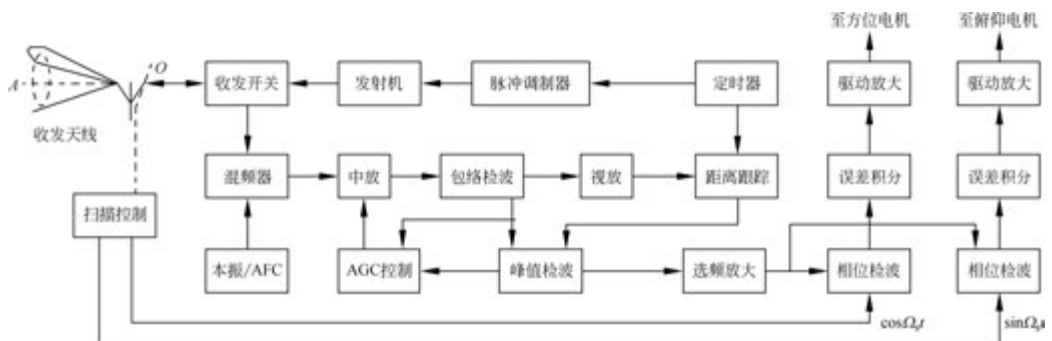 至方位电机
至俯仰电机
A
O
收发开关
发射机
脉冲调制器
定时器
驱动放大
驱动放大
收发天线
混频器
中放
包络检波
视放
距离跟踪
误差积分
误差积分
扫描控制
本振/AFC
AGC控制
峰值检波
选频放大
相位检波
相位检波
cosΩₛt
sinΩₛt